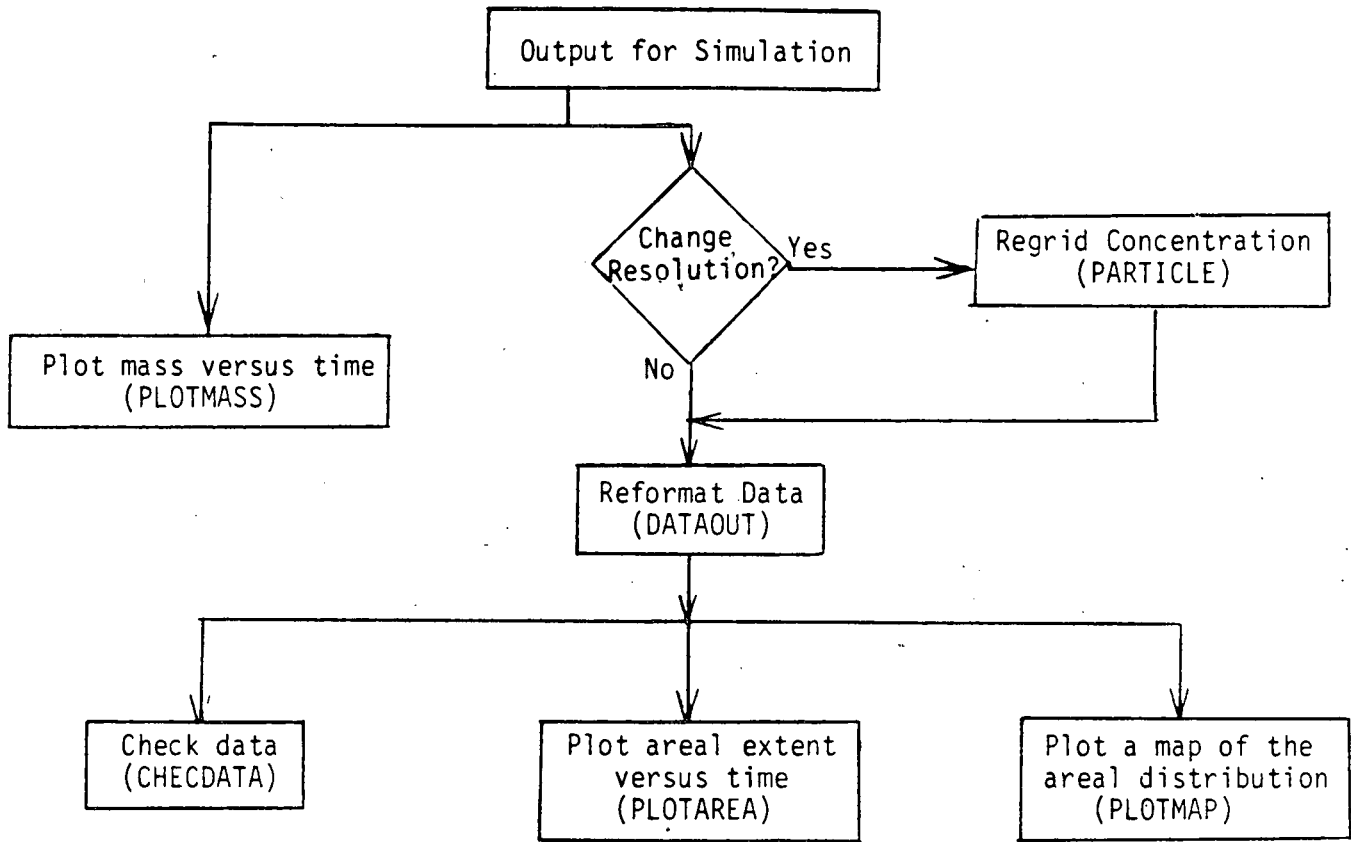 Output for Simulation
Change
Resolution?
Yes
Regrid Concentration
(PARTICLE)
No
Plot mass versus time
(PLOTMASS)
Reformat Data
(DATAOUT)
Check data
(CHECDATA)
Plot areal extent
versus time
(PLOTAREA)
Plot a map of the
areal distribution
(PLOTMAP)